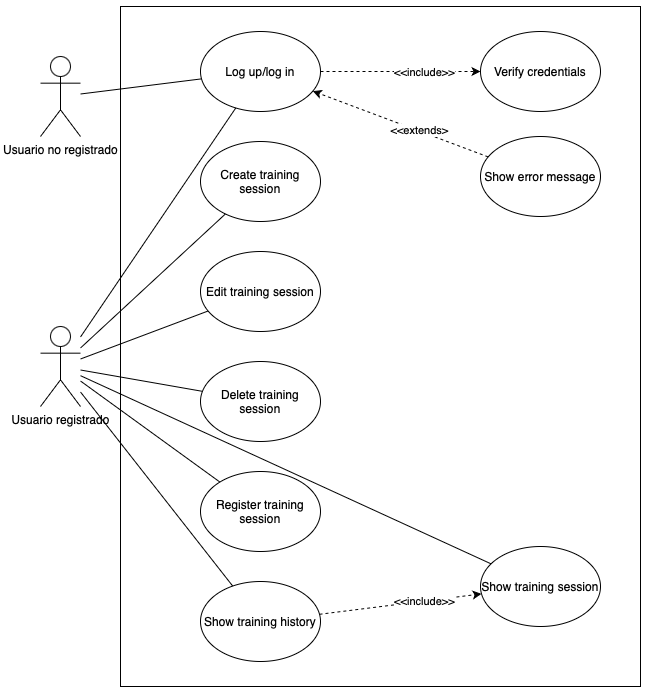 Log up/log in
<<include>>
Verify credentials
Usuario no registrado
<<extends>>
Show error message
Create training
session
Edit training session
Usuario registrado
Delete training
session
Register training
session
Show training session
<<include>>
Show training history